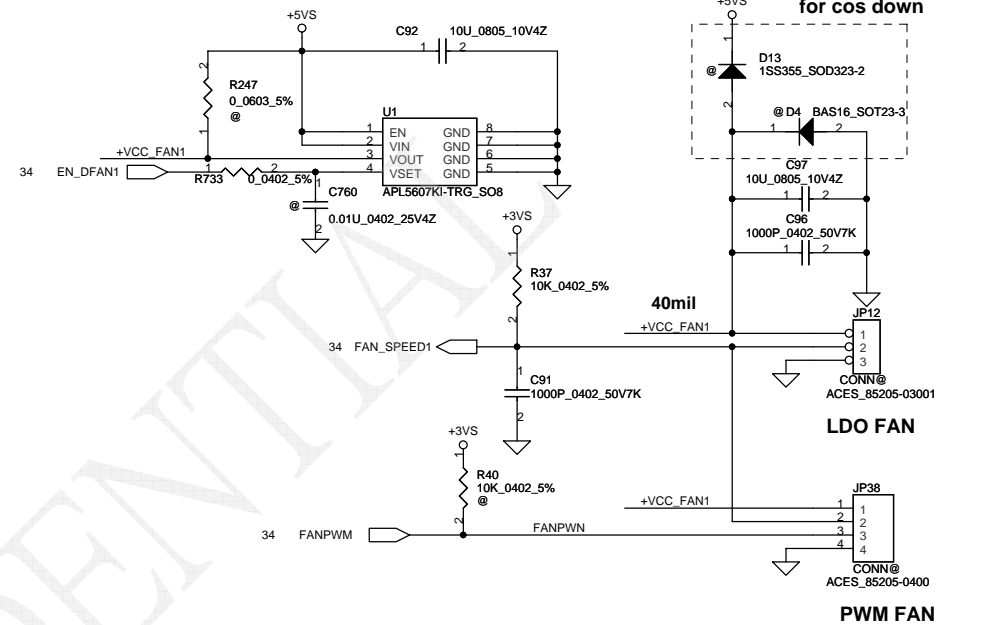 for cos down
+5VS
+5VS
C92
10U_0805_10V4Z
1
2
1
2
D13
1SS355_SOD323-2
@
R247
0_0603_5%
@
2
1
@ D4 BAS16_SOT23-3
1
2
U1
1 EN GND 8
2 VIN GND 7
3 VOUT GND 6
4 VSET GND 5
APL5607KI-TRG_SO8
+VCC_FAN1
34 EN_DFAN1
1
2
R733 0_0402_5%
1
C760
@
0.01U_0402_25V4Z
2
C97
10U_0805_10V4Z
1
2
C96
1000P_0402_50V7K
1
2
+3VS
1
R37
10K_0402_5%
2
40mil
+VCC_FAN1
34 FAN_SPEED1
JP12
1
2
3
CONN@
ACES_85205-03001
LDO FAN
1
C91
1000P_0402_50V7K
2
+3VS
1
R40
10K_0402_5%
@
2
34 FANPWM
FANPWN
+VCC_FAN1
JP38
1 1
2 2
3 3
4 4
CONN@
ACES_85205-0400
PWM FAN
DENTIAL